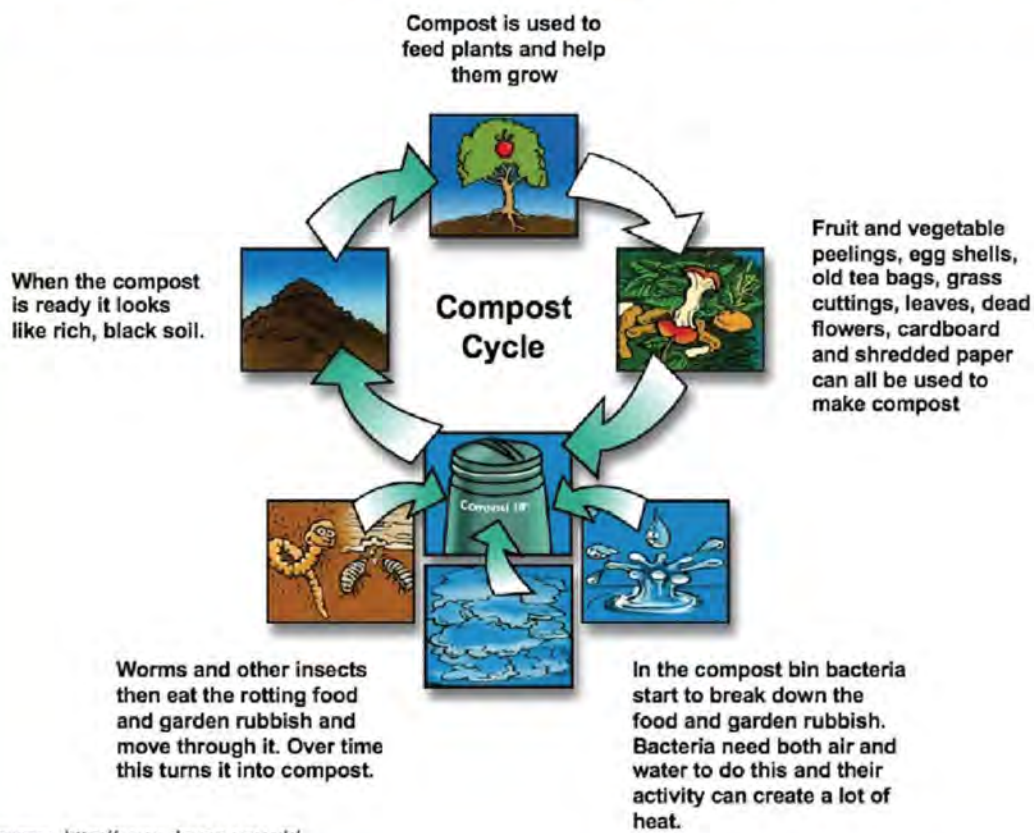 Compost is used to
feed plants and help
them grow
Fruit and vegetable
peelings, egg shells,
old tea bags, grass
cuttings, leaves, dead
flowers, cardboard
and shredded paper
can all be used to
make compost
When the compost
is ready it looks
like rich, black soil.
Compost
Cycle
Compost
Worms and other insects
then eat the rotting food
and garden rubbish and
move through it. Over time
this turns it into compost.
In the compost bin bacteria
start to break down the
food and garden rubbish.
Bacteria need both air and
water to do this and their
activity can create a lot of
heat.